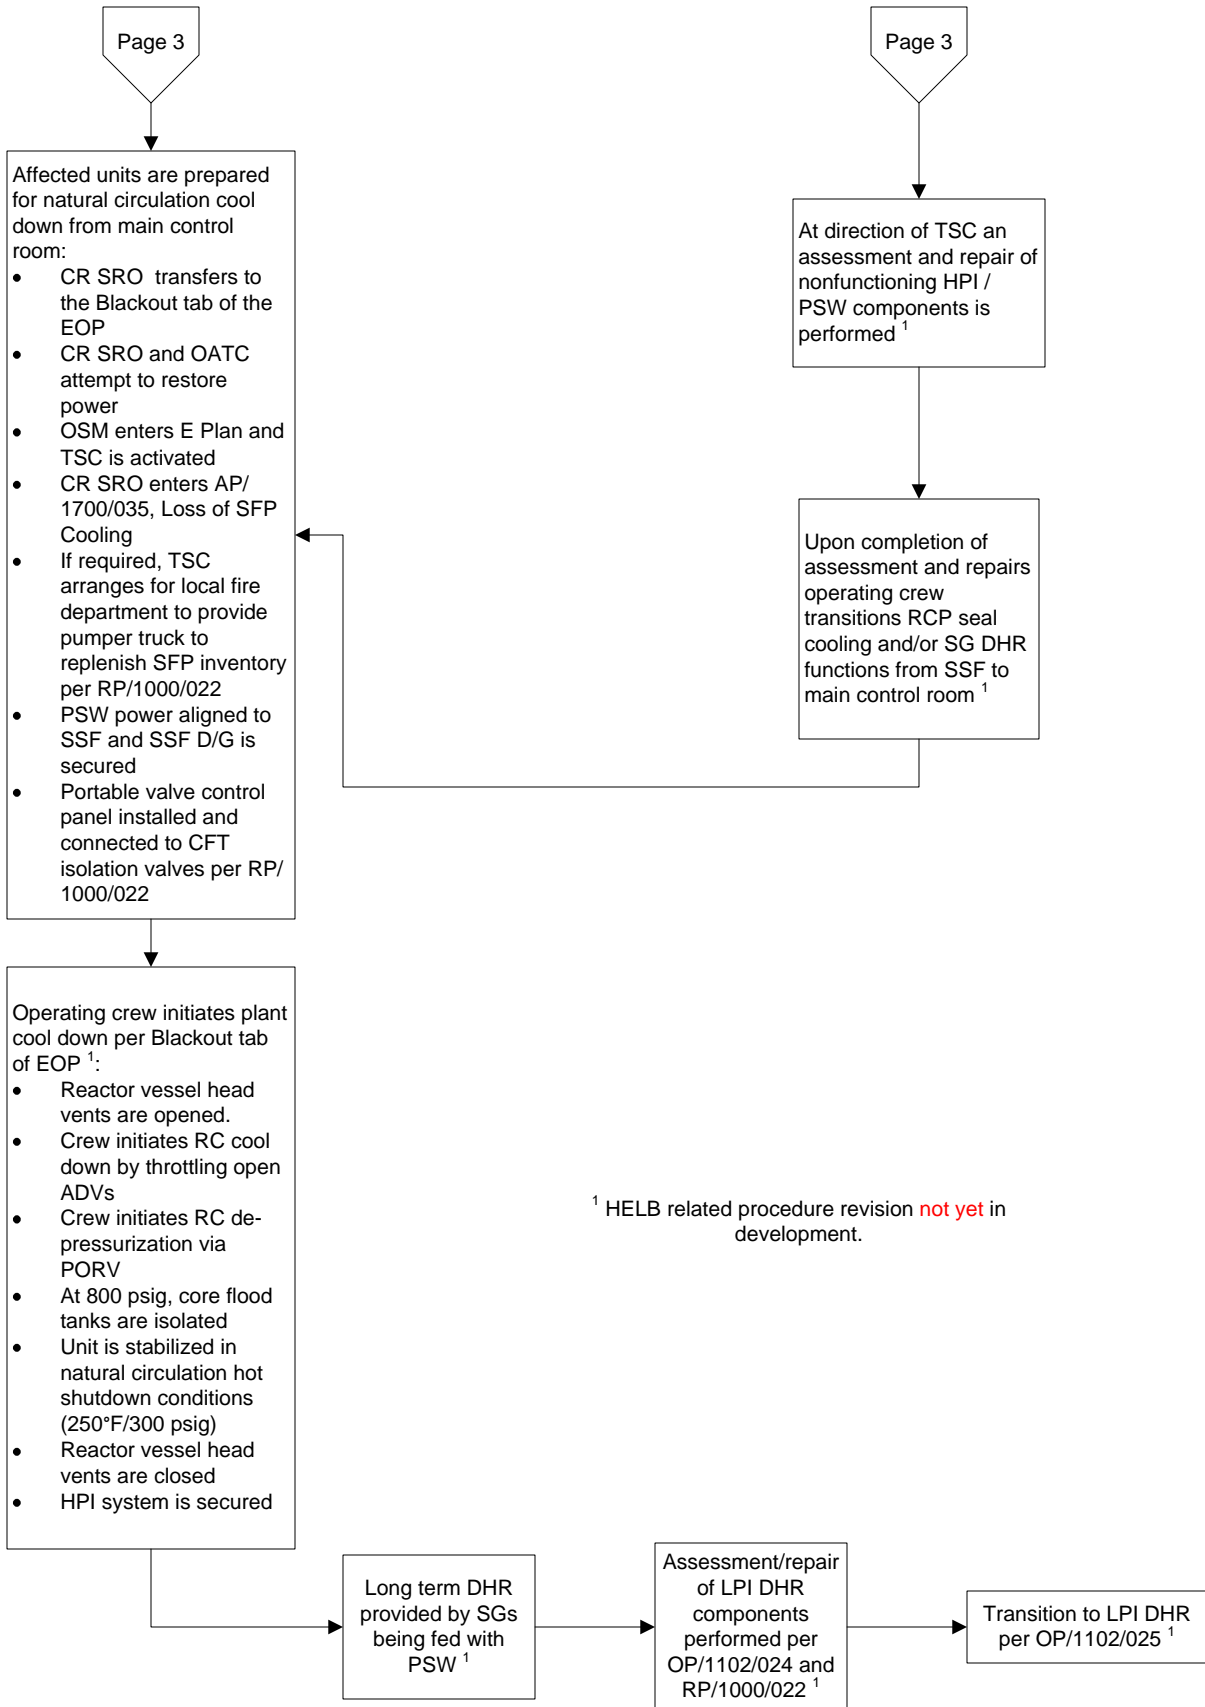 Page 3
Affected units are prepared
for natural circulation cool
down from main control
room:
• CR SRO transfers to
the Blackout tab of the
EOP
• CR SRO and OATC
attempt to restore
power
• OSM enters E Plan and
TSC is activated
• CR SRO enters AP/
1700/035, Loss of SFP
Cooling
• If required, TSC
arranges for local fire
department to provide
pumper truck to
replenish SFP inventory
per RP/1000/022
• PSW power aligned to
SSF and SSF D/G is
secured
• Portable valve control
panel installed and
connected to CFT
isolation valves per RP/
1000/022
Page 3
At direction of TSC an
assessment and repair of
nonfunctioning HPI /
PSW components is
performed 1
Upon completion of
assessment and repairs
operating crew
transitions RCP seal
cooling and/or SG DHR
functions from SSF to
main control room 1
Operating crew initiates plant
cool down per Blackout tab
of EOP 1:
• Reactor vessel head
vents are opened.
• Crew initiates RC cool
down by throttling open
ADVs
• Crew initiates RC de-
pressurization via
PORV
• At 800 psig, core flood
tanks are isolated
• Unit is stabilized in
natural circulation hot
shutdown conditions
(250°F/300 psig)
• Reactor vessel head
vents are closed
• HPI system is secured
1 HELB related procedure revision not yet in
development.
Long term DHR
provided by SGs
being fed with
PSW 1
Assessment/repair
of LPI DHR
components
performed per
OP/1102/024 and
RP/1000/022 1
Transition to LPI DHR
per OP/1102/025 1